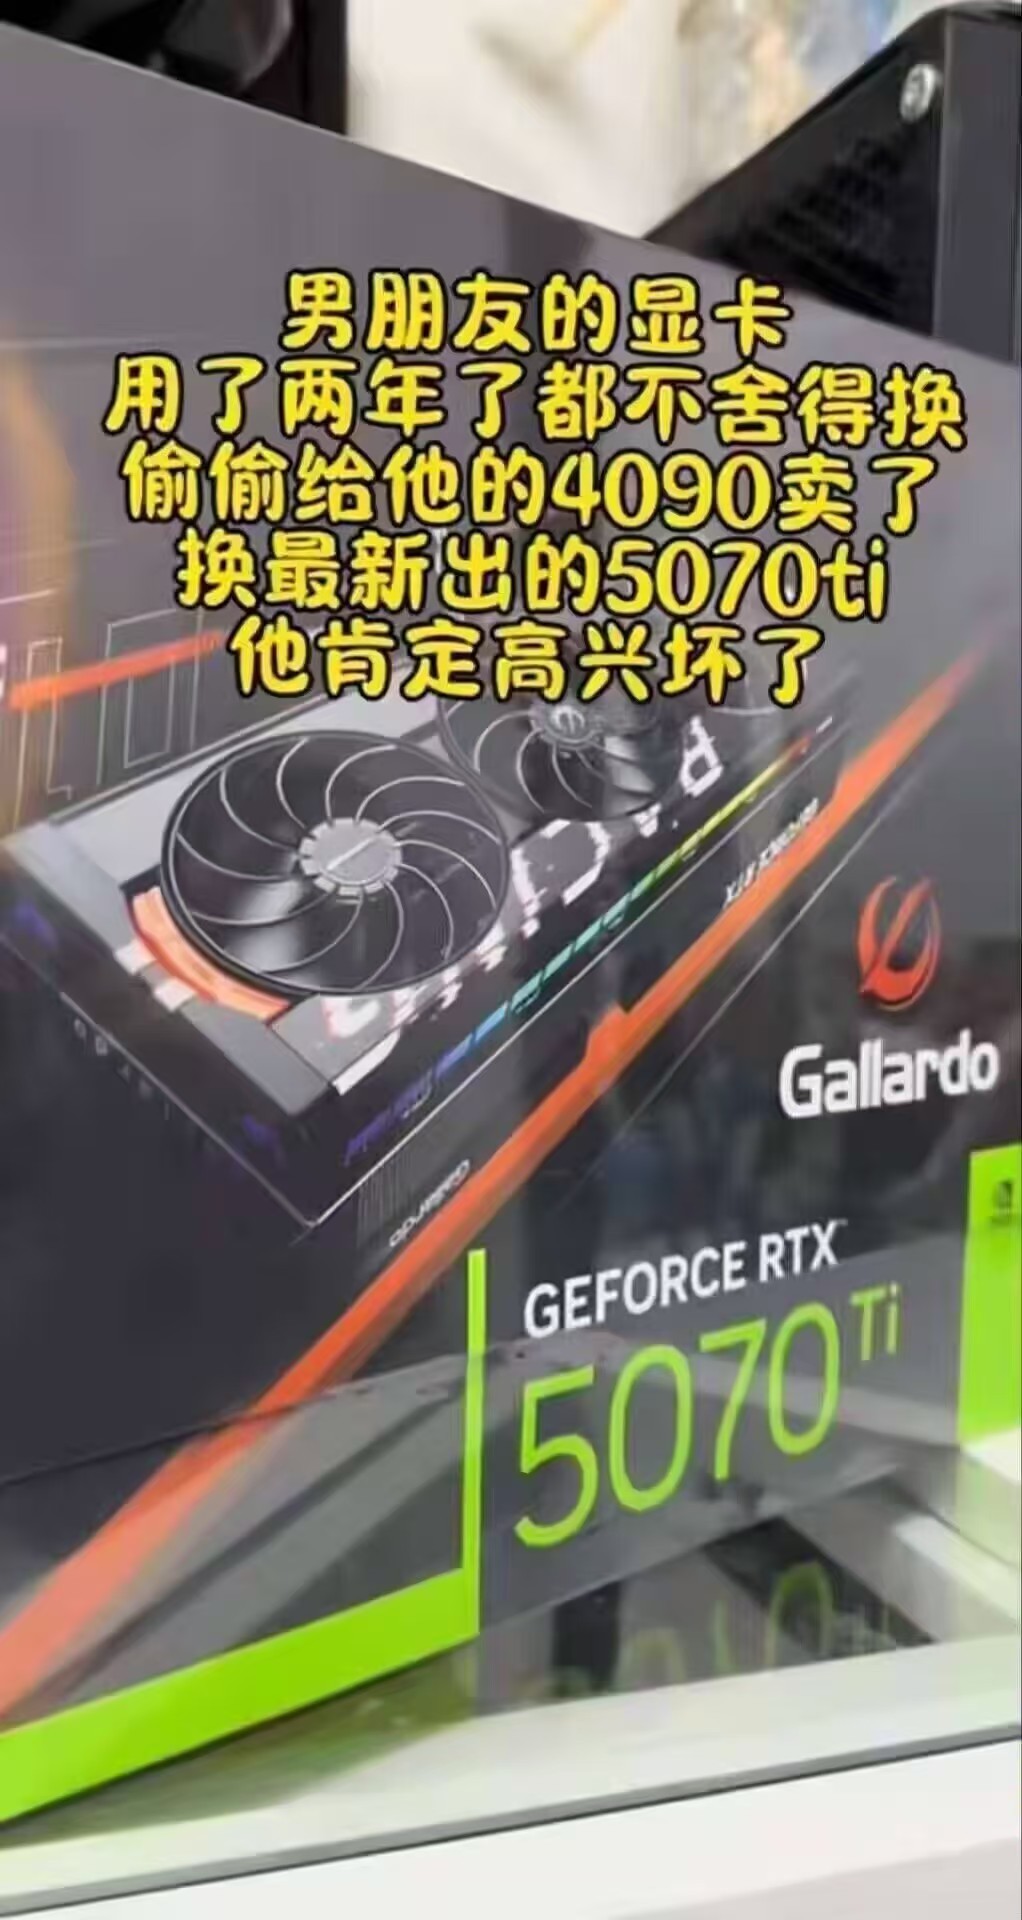 男朋友的显卡
用了两年了都不舍得换
偷偷给他的4090卖了
换最新出的5070ti
他肯定高兴坏了
Gallardo
Gallardo
GEFORCE RTX
5070 Ti